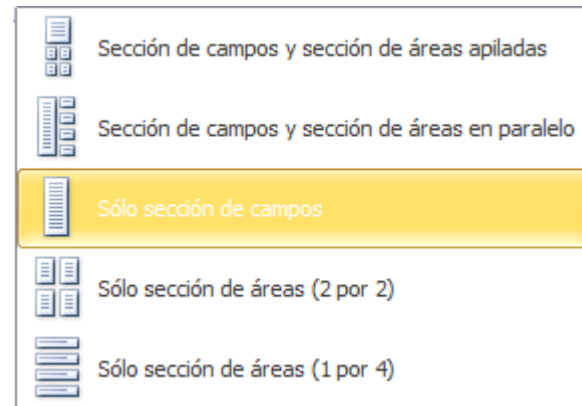 Sección de campos y sección de áreas apiladas
Sección de campos y sección de áreas en paralelo
Sólo sección de campos
Sólo sección de áreas (2 por 2)
Sólo sección de áreas (1 por 4)